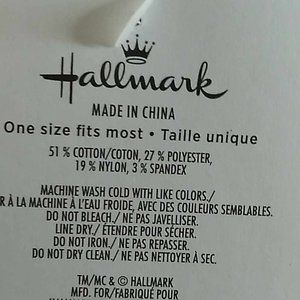 Hallmark
MADE IN CHINA
One size fits most • Taille unique
51 % COTTON/COTON, 27 % POLYESTER,
19 % NYLON, 3 % SPANDEX
MACHINE WASH COLD WITH LIKE COLORS./
R À LA MACHINE À L'EAU FROIDE, AVEC DES COULEURS SEMBLABLES.
DO NOT BLEACH./ NE PAS JAVELLISER.
LINE DRY./ ÉTENDRE POUR SÉCHER.
DO NOT IRON./ NE PAS REPASSER.
DO NOT DRY CLEAN./ NE PAS NETTOYER À SEC.
TM/MC & © HALLMARK
MFD. FOR/FABRIQUÉ POUR